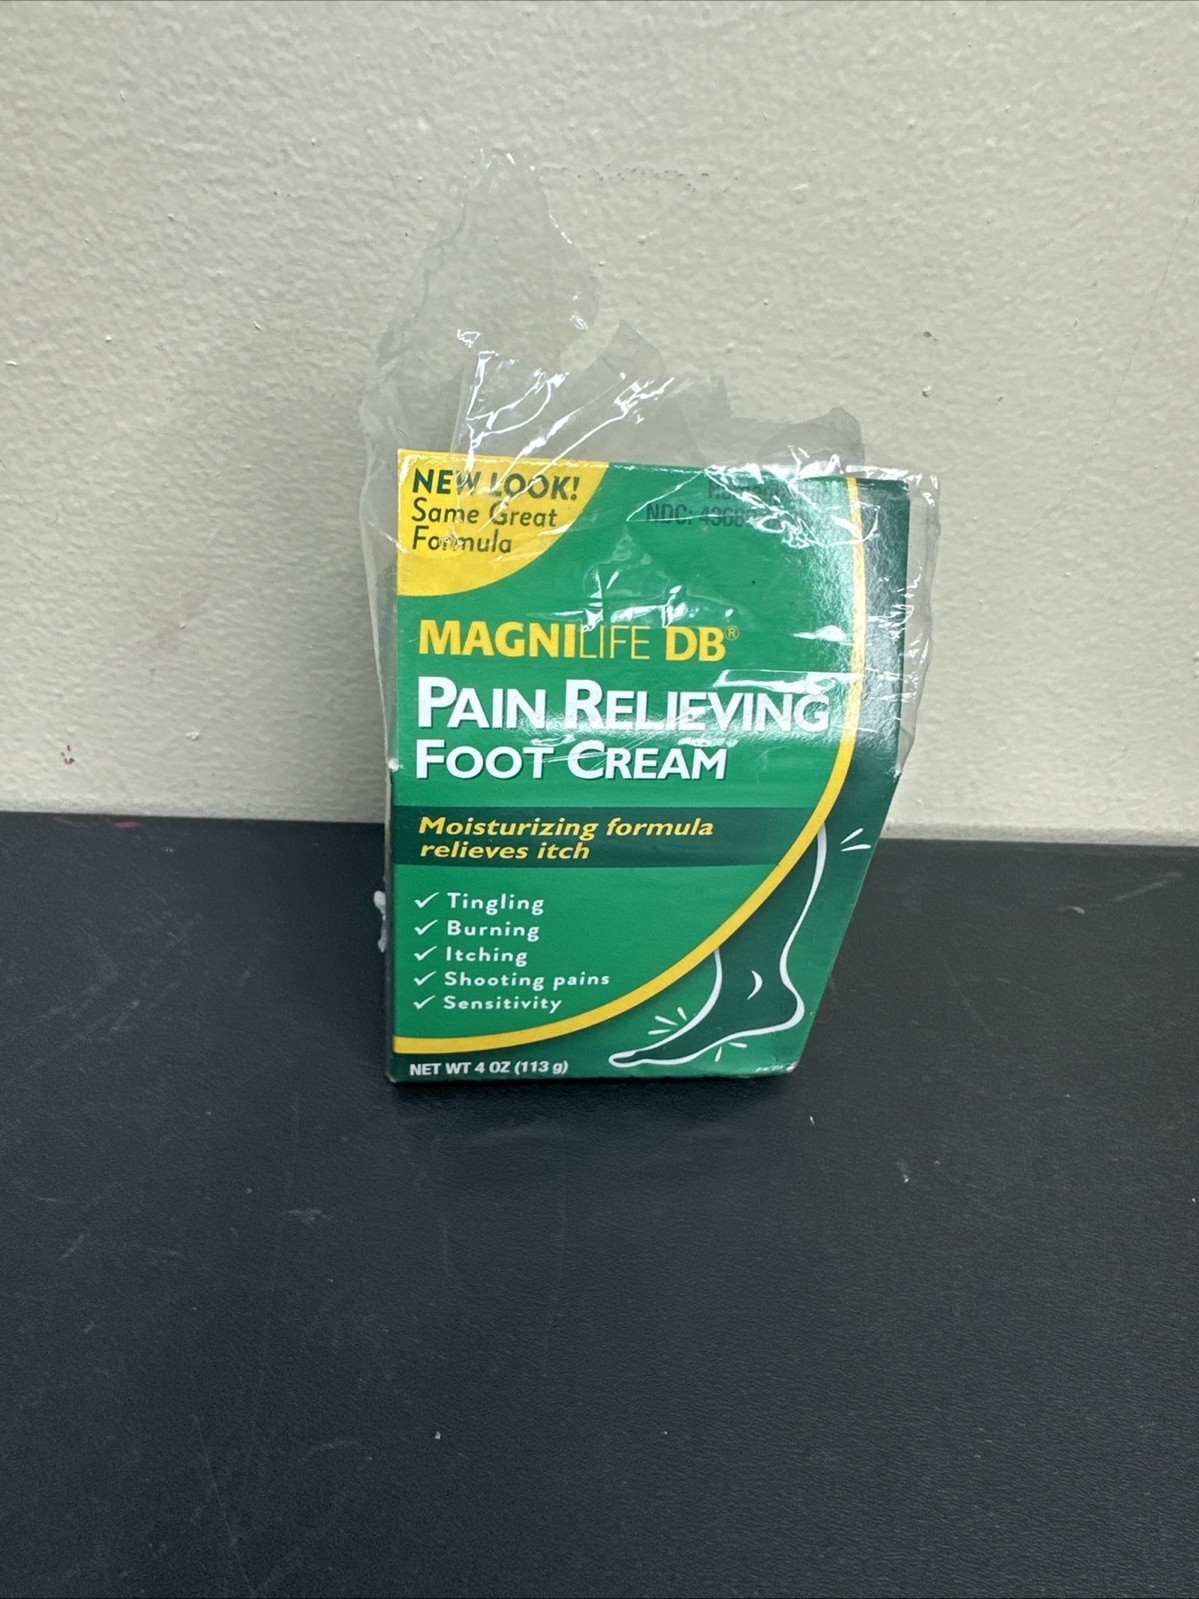 NEW LOOK!
Same Great
Formula
NDC:
MAGNILIFE DB®
PAIN RELIEVING
FOOT CREAM
Moisturizing formula
relieves itch
✓ Tingling
✓ Burning
✓ Itching
✓ Shooting pains
✓ Sensitivity
NET WT 4 OZ (113 g)